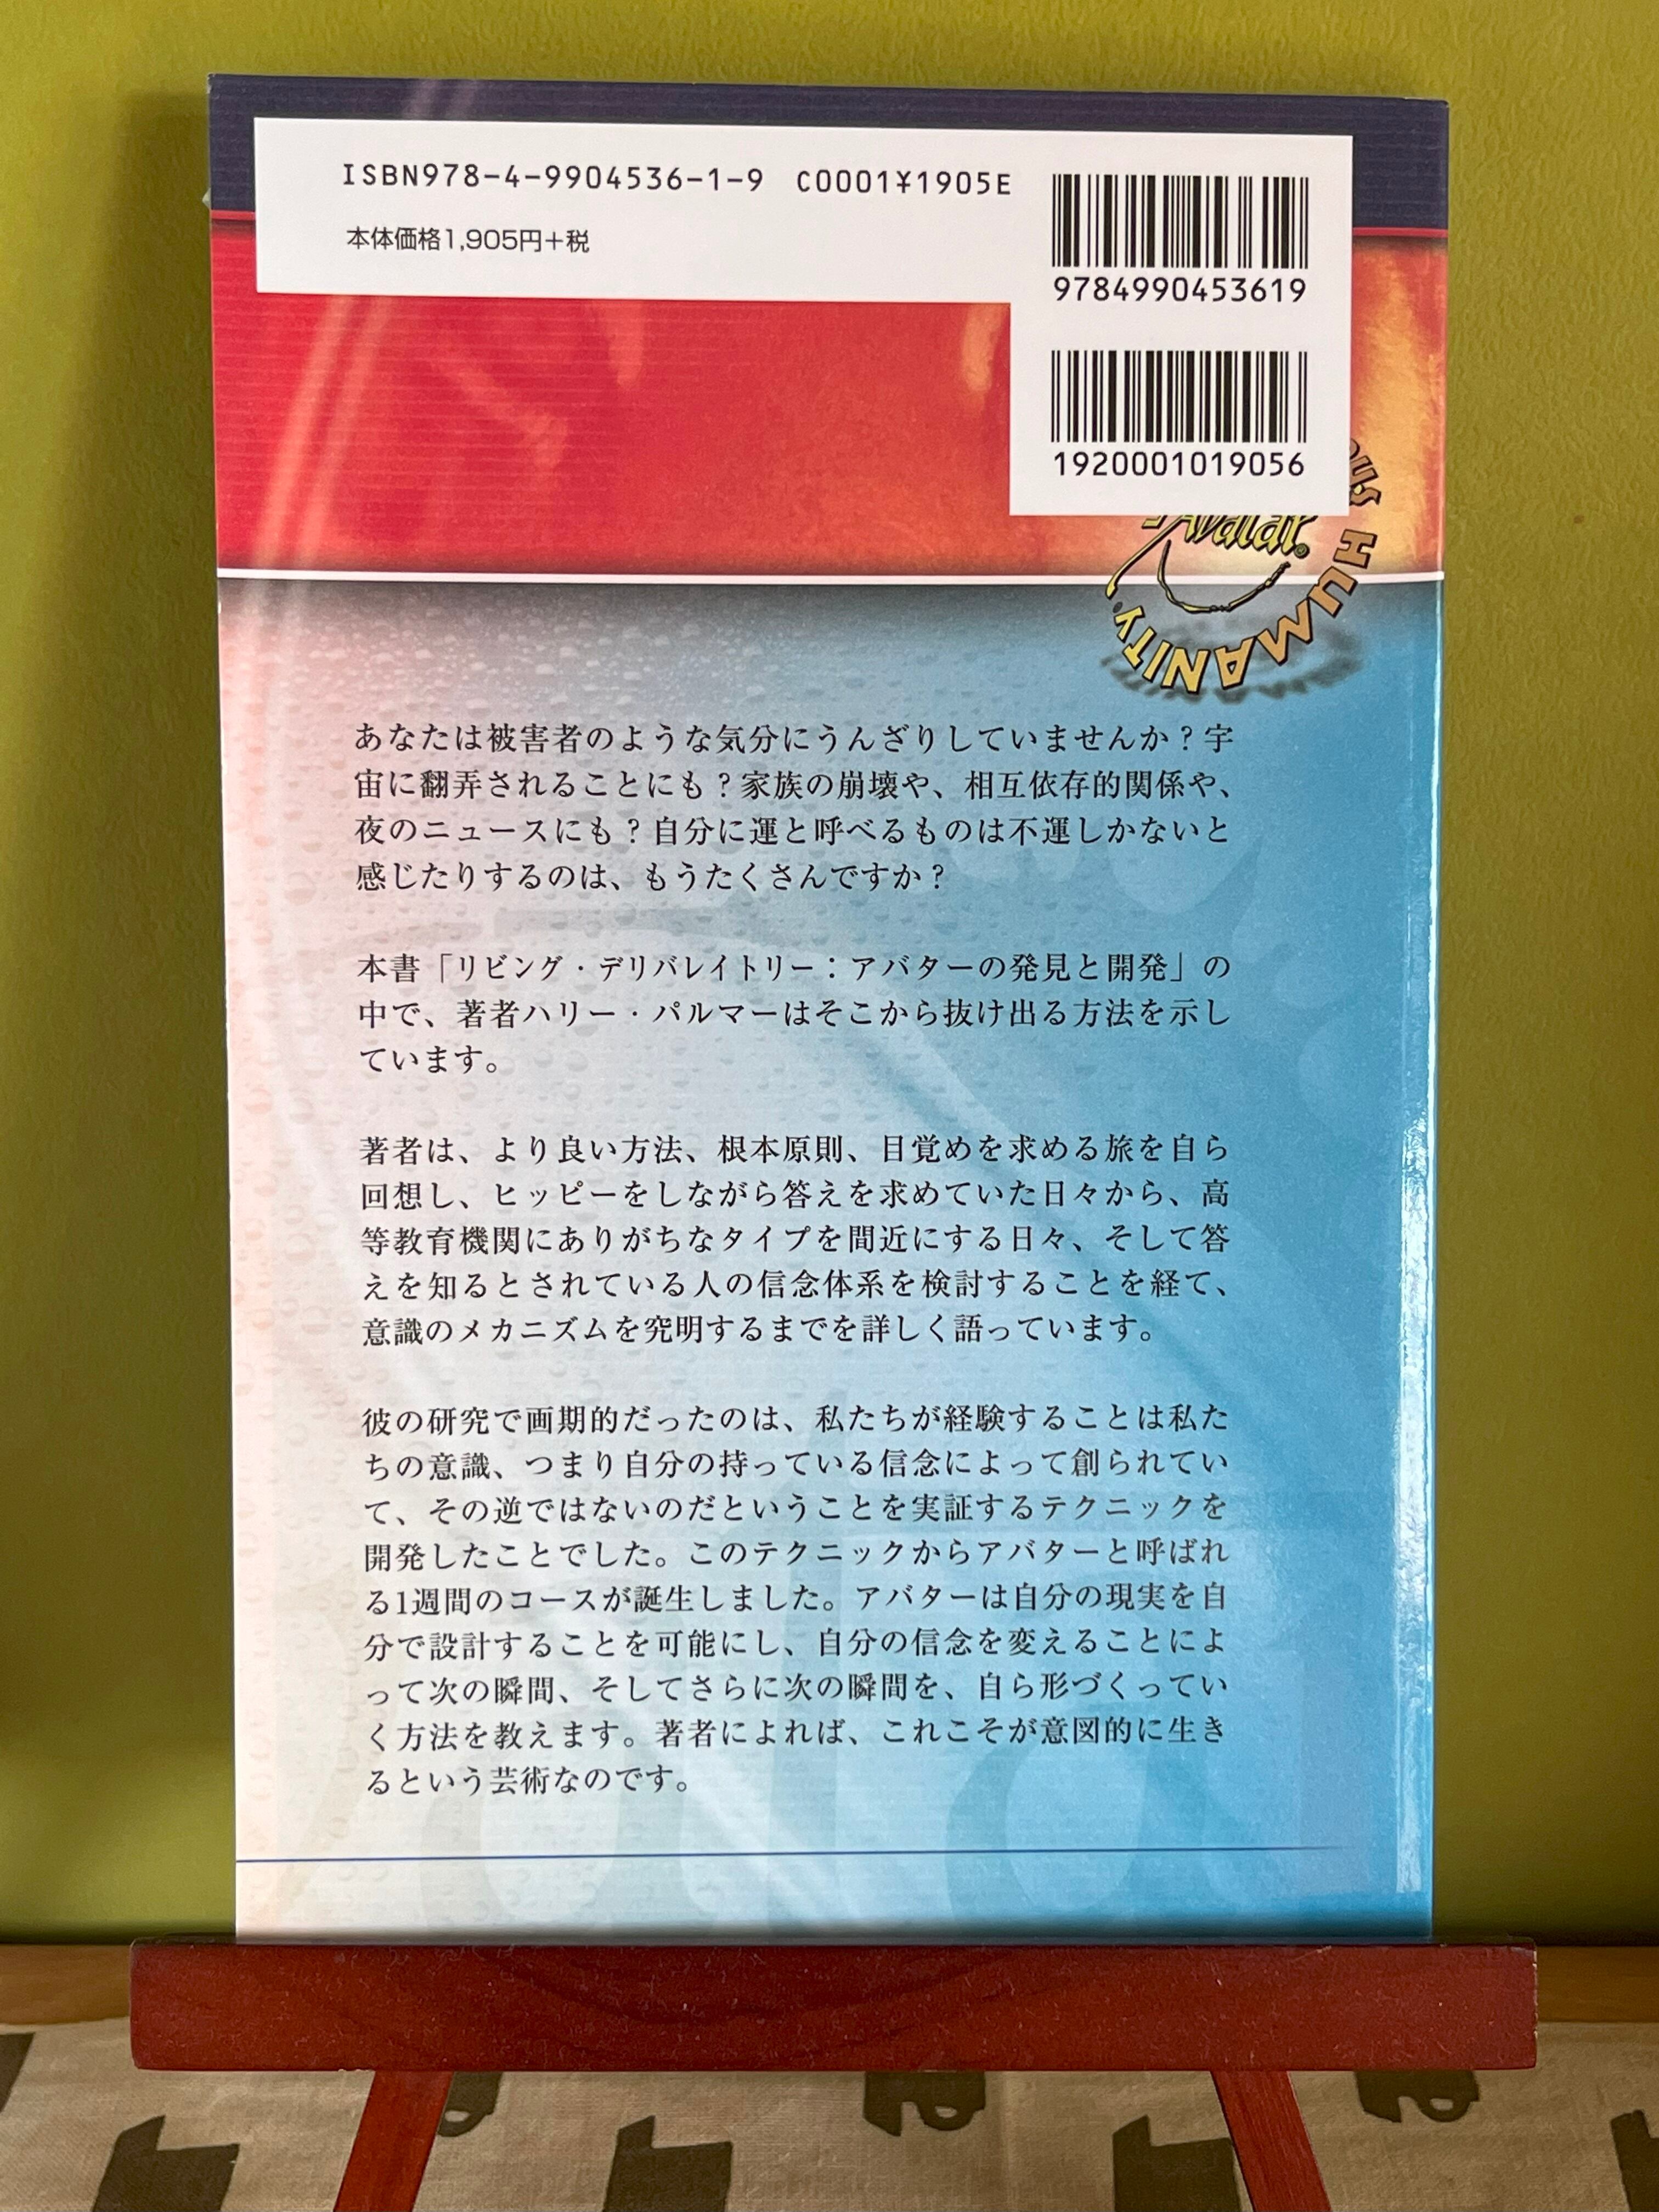 ISBN978-4-9904536-1-9 C0001¥1905E
本体価格1,905円+税
9784990453619
1920001019056
Avatar®
HUMANITY
あなたは被害者のような気分にうんざりしていませんか？宇
宙に翻弄されることにも？家族の崩壊や、相互依存的関係や、
夜のニュースにも？自分に運と呼べるものは不運しかないと
感じたりするのは、もうたくさんですか？
本書「リビング・デリバレイトリー：アバターの発見と開発」の
中で、著者ハリー・パルマーはそこから抜け出る方法を示し
ています。
著者は、より良い方法、根本原則、目覚めを求める旅を自ら
回想し、ヒッピーをしながら答えを求めていた日々から、高
等教育機関にありがちなタイプを間近にする日々、そして答
えを知るとされている人の信念体系を検討することを経て、
意識のメカニズムを究明するまでを詳しく語っています。
彼の研究で画期的だったのは、私たちが経験することは私た
ちの意識、つまり自分の持っている信念によって創られてい
て、その逆ではないのだということを実証するテクニックを
開発したことでした。このテクニックからアバターと呼ばれ
る1週間のコースが誕生しました。アバターは自分の現実を自
分で設計することを可能にし、自分の信念を変えることによ
って次の瞬間、そしてさらに次の瞬間を、自ら形づくってい
く方法を教えます。著者によれば、これこそが意図的に生き
るという芸術なのです。